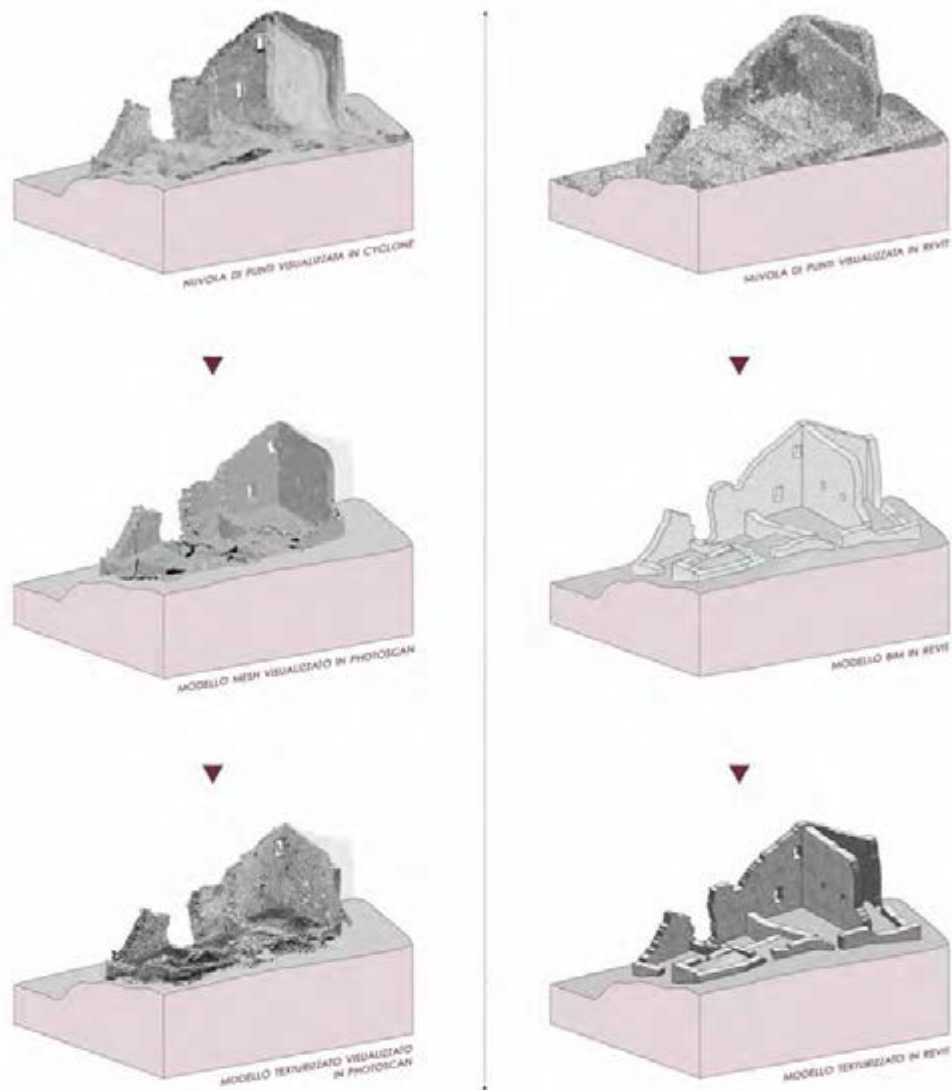 NUVOLA DI PUNTI VISUALIZZATA IN CYCLONE
NUVOLA DI PUNTI VISUALIZZATA IN REVIT
MODELLO MESH VISUALIZZATO IN PHOTOSCAN
MODELLO BIM IN REVIT
MODELLO TEXTURIZZATO VISUALIZZATO
IN PHOTOSCAN
MODELLO TEXTURIZZATO IN REVIT